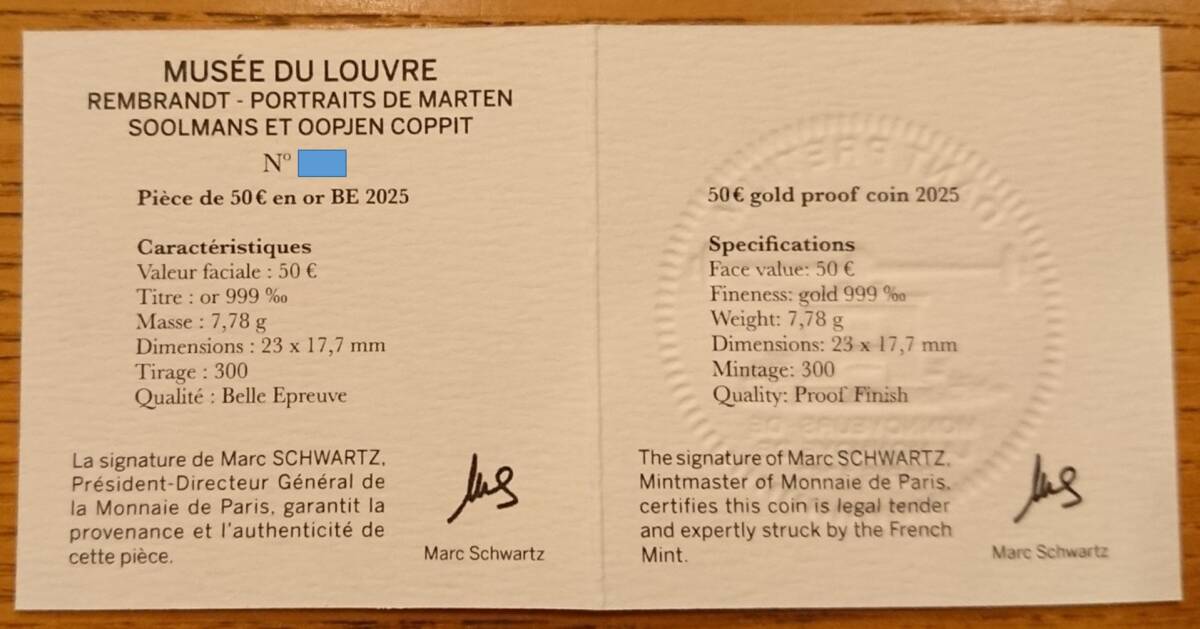 MUSÉE DU LOUVRE
REMBRANDT - PORTRAITS DE MARTEN
SOOLMANS ET OOPJEN COPPIT
Nº
Pièce de 50 € en or BE 2025
Caractéristiques
Valeur faciale : 50 €
Titre : or 999 ‰
Masse : 7,78 g
Dimensions : 23 x 17,7 mm
Tirage : 300
Qualité : Belle Epreuve
La signature de Marc SCHWARTZ,
Président-Directeur Général de
la Monnaie de Paris, garantit la
provenance et l'authenticité de
cette pièce.
Marc Schwartz
50 € gold proof coin 2025
Specifications
Face value: 50 €
Fineness: gold 999 ‰
Weight: 7,78 g
Dimensions: 23 x 17,7 mm
Mintage: 300
Quality: Proof Finish
The signature of Marc SCHWARTZ,
Mintmaster of Monnaie de Paris,
certifies this coin is legal tender
and expertly struck by the French
Mint.
Marc Schwartz